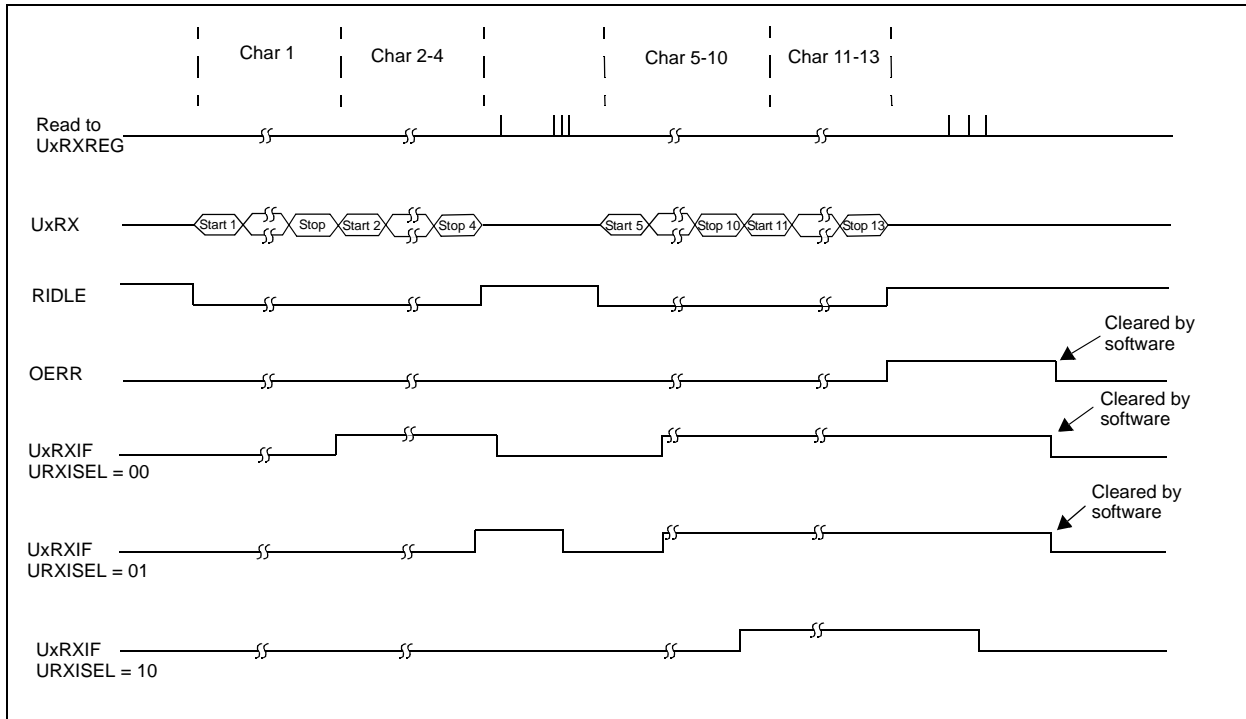 Char 1
Char 2-4
Char 5-10
Char 11-13
Read to
UxRXREG
UxRX
Start 1
Stop
Start 2
Stop 4
Start 5
Stop 10
Start 11
Stop 13
RIDLE
Cleared by
software
OERR
Cleared by
software
UxRXIF
URXISEL = 00
Cleared by
software
UxRXIF
URXISEL = 01
UxRXIF
URXISEL = 10